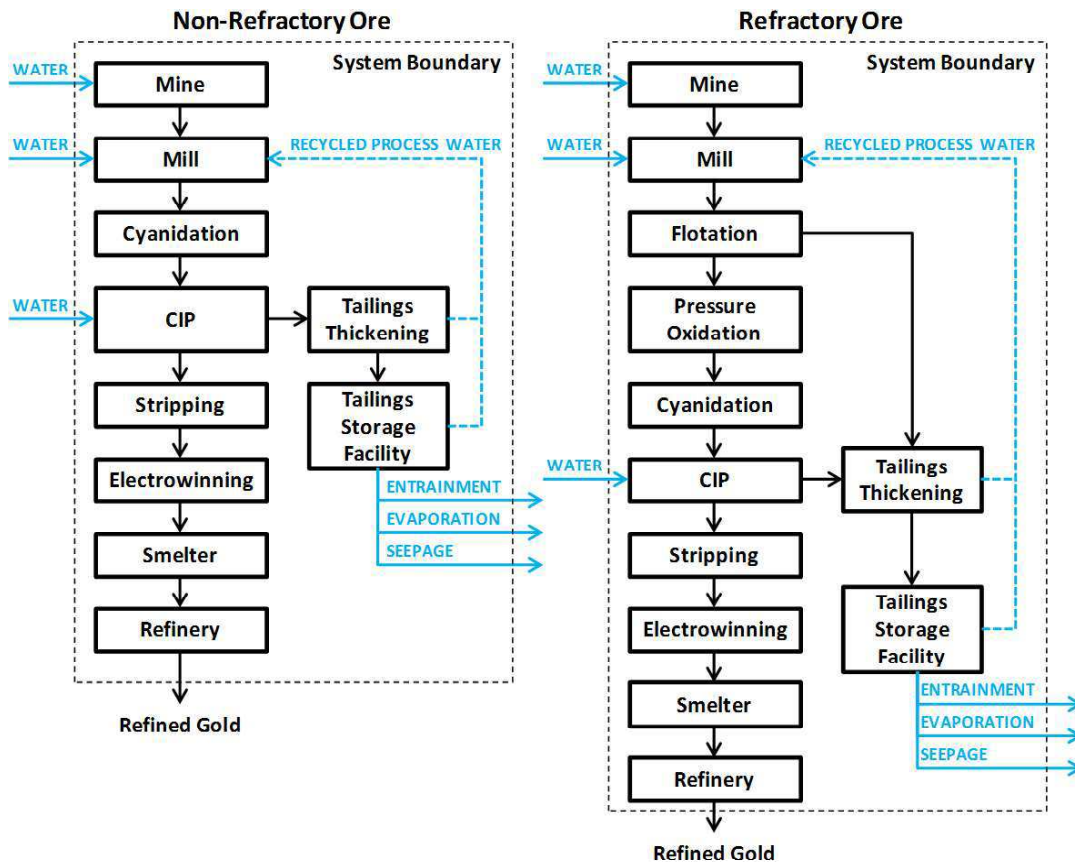 Non-Refractory Ore
System Boundary
WATER
Mine
WATER
Mill
RECYCLED PROCESS WATER
Cyanidation
WATER
CIP
Tailings
Thickening
Stripping
Tailings
Storage
Facility
Electrowinning
ENTRAINMENT
EVAPORATION
SEEPAGE
Smelter
Refinery
Refined Gold
Refractory Ore
System Boundary
WATER
Mine
WATER
Mill
RECYCLED PROCESS WATER
Flotation
Pressure
Oxidation
Cyanidation
WATER
CIP
Tailings
Thickening
Stripping
Electrowinning
Tailings
Storage
Facility
ENTRAINMENT
EVAPORATION
SEEPAGE
Smelter
Refinery
Refined Gold